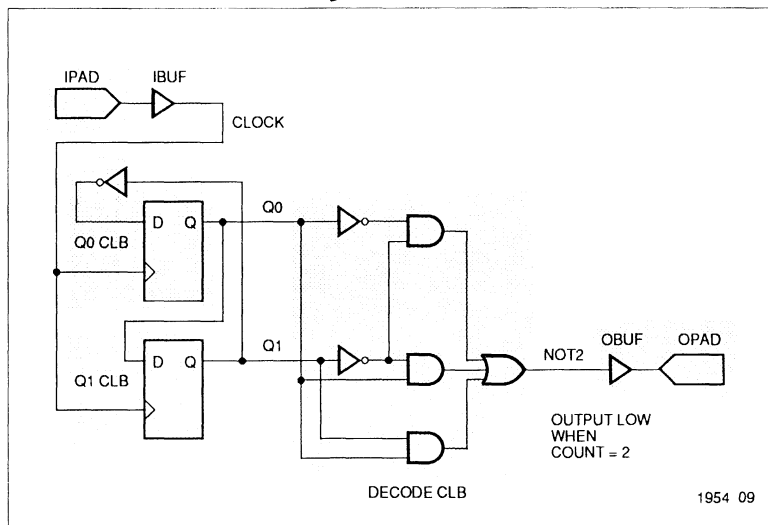 IPAD
IBUF
CLOCK
D
Q
Q0
Q0 CLB
D
Q
Q1
Q1 CLB
NOT2
OBUF
OPAD
OUTPUT LOW
WHEN
COUNT = 2
DECODE CLB
1954 09